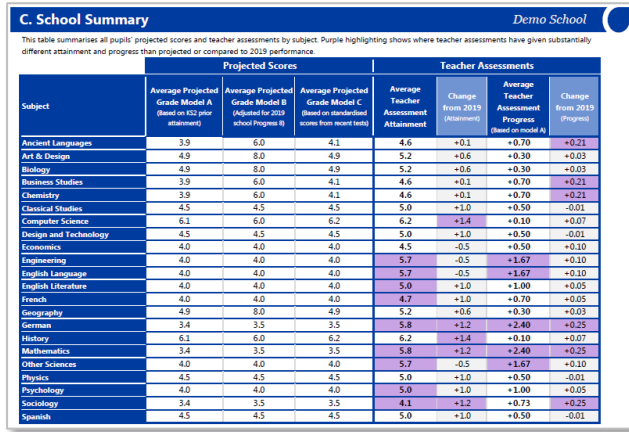 C. School Summary Demo School
This table summarises all pupils' projected scores and teacher assessments by subject. Purple highlighting shows where teacher assessments have given substantially
different attainment and progress than projected or compared to 2019 performance.
Projected Scores Teacher Assessments
Subject Average Projected Grade Model A (Based on KS2 prior attainment) Average Projected Grade Model B (Adjusted for 2019 school Progress 8) Average Projected Grade Model C (Based on standardised scores from recent tests) Average Teacher Assessment Attainment Change from 2019 (Attainment) Average Teacher Assessment Progress (Based on model A) Change from 2019 (Progress)
Ancient Languages 3.9 6.0 4.1 4.6 +0.1 +0.70 +0.21
Art & Design 4.9 8.0 4.9 5.2 +0.6 +0.30 +0.03
Biology 4.9 8.0 4.9 5.2 +0.6 +0.30 +0.03
Business Studies 3.9 6.0 4.1 4.6 +0.1 +0.70 +0.21
Chemistry 3.9 6.0 4.1 4.6 +0.1 +0.70 +0.21
Classical Studies 4.5 4.5 4.5 5.0 +1.0 +0.50 -0.01
Computer Science 6.1 6.0 6.2 6.2 +1.4 +0.10 +0.07
Design and Technology 4.5 4.5 4.5 5.0 +1.0 +0.50 -0.01
Economics 4.0 4.0 4.0 4.5 -0.5 +0.50 +0.10
Engineering 4.0 4.0 4.0 5.7 -0.5 +1.67 +0.10
English Language 4.0 4.0 4.0 5.7 -0.5 +1.67 +0.10
English Literature 4.0 4.0 4.0 5.0 +1.0 +1.00 +0.05
French 4.0 4.0 4.0 4.7 +1.0 +0.70 +0.05
Geography 4.9 8.0 4.9 5.2 +0.6 +0.30 +0.03
German 3.4 3.5 3.5 5.8 +1.2 +2.40 +0.25
History 6.1 6.0 6.2 6.2 +1.4 +0.10 +0.07
Mathematics 3.4 3.5 3.5 5.8 +1.2 +2.40 +0.25
Other Sciences 4.0 4.0 4.0 5.7 -0.5 +1.67 +0.10
Physics 4.5 4.5 4.5 5.0 +1.0 +0.50 -0.01
Psychology 4.0 4.0 4.0 5.0 +1.0 +1.00 +0.05
Sociology 3.4 3.5 3.5 4.1 +1.2 +0.73 +0.25
Spanish 4.5 4.5 4.5 5.0 +1.0 +0.50 -0.01